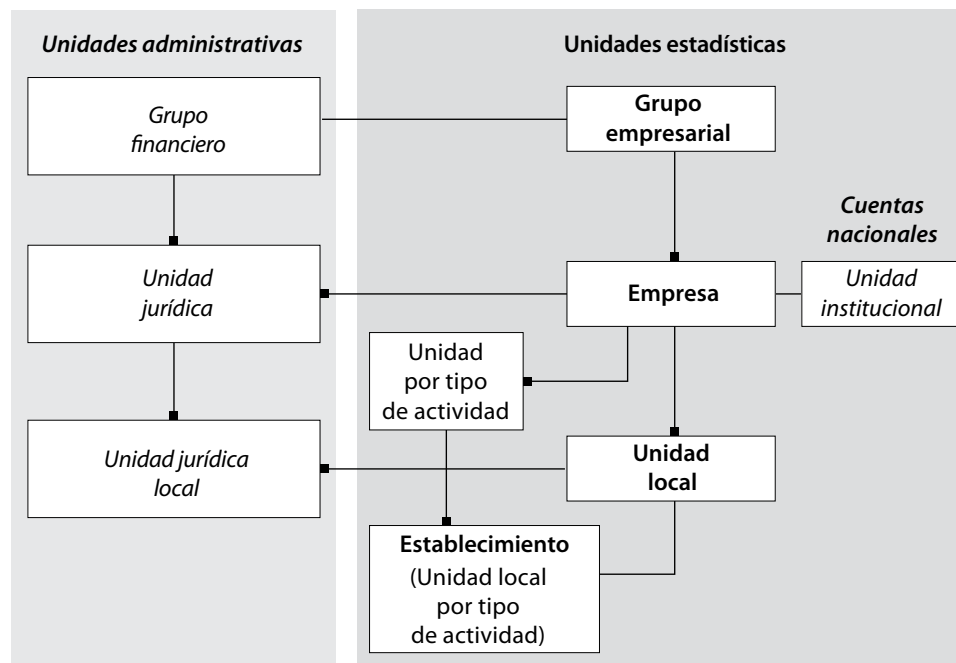 Unidades administrativas
Grupo
financiero
Unidad
jurídica
Unidad jurídica
local
Unidades estadísticas
Grupo
empresarial
Cuentas
nacionales
Empresa
Unidad
institucional
Unidad
por tipo
de actividad
Unidad
local
Establecimiento
(Unidad local
por tipo
de actividad)